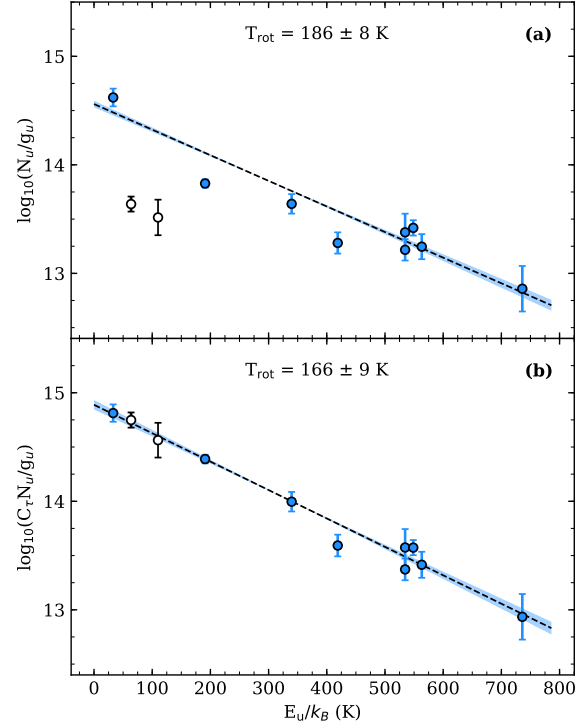 T_rot = 186 ± 8 K
(a)
15
14
13
log₁₀(N_u/g_u)
T_rot = 166 ± 9 K
(b)
15
14
13
log₁₀(C_τN_u/g_u)
0 100 200 300 400 500 600 700 800
E_u/k_B (K)